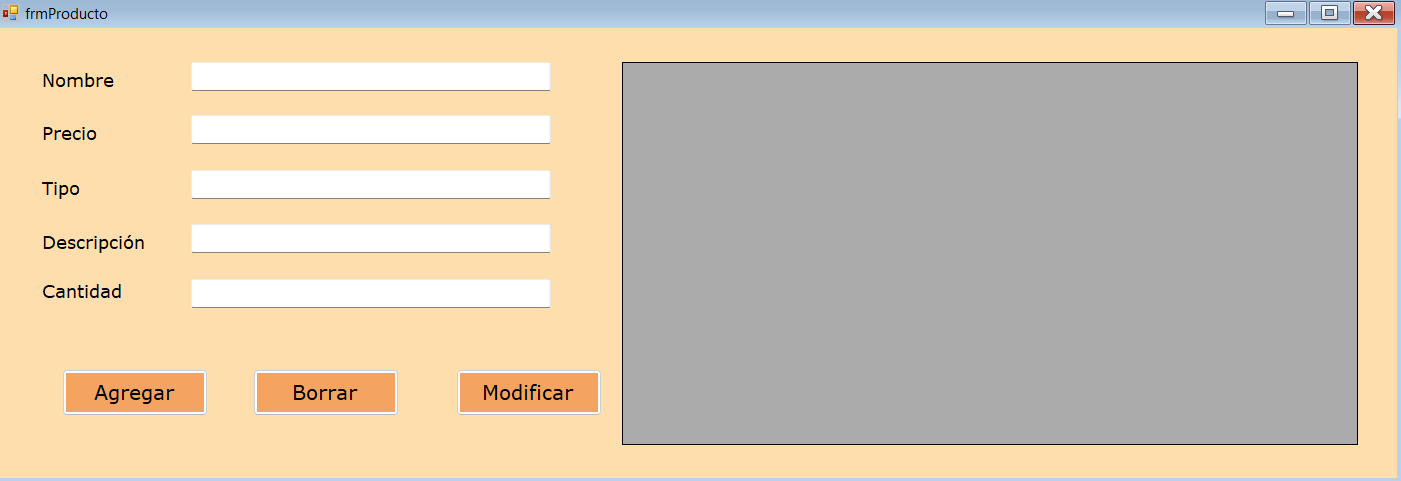 frmProducto
Nombre
Precio
Tipo
Descripción
Cantidad
Agregar Borrar Modificar